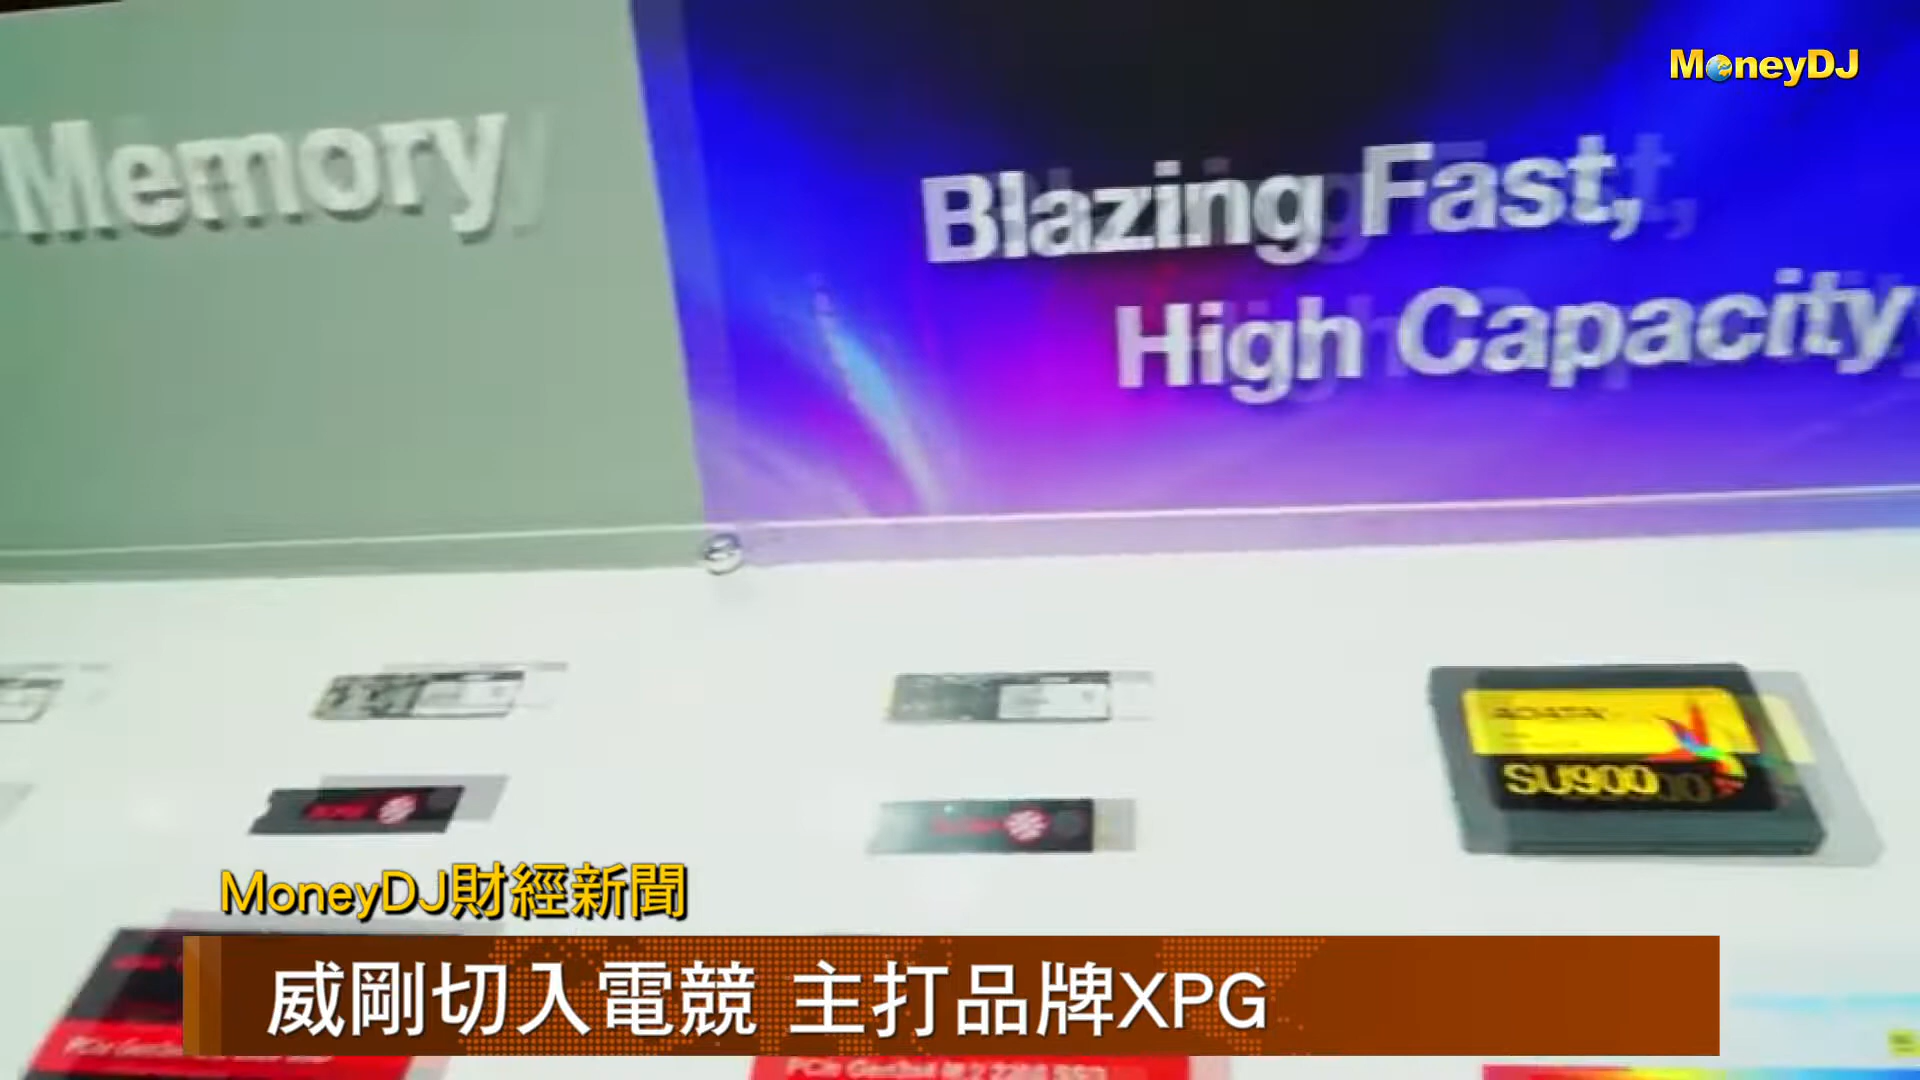 MoneyDJ
Memory
Blazing Fast,
High Capacity
ADATA
SU900
MoneyDJ財經新聞
威剛切入電競 主打品牌XPG